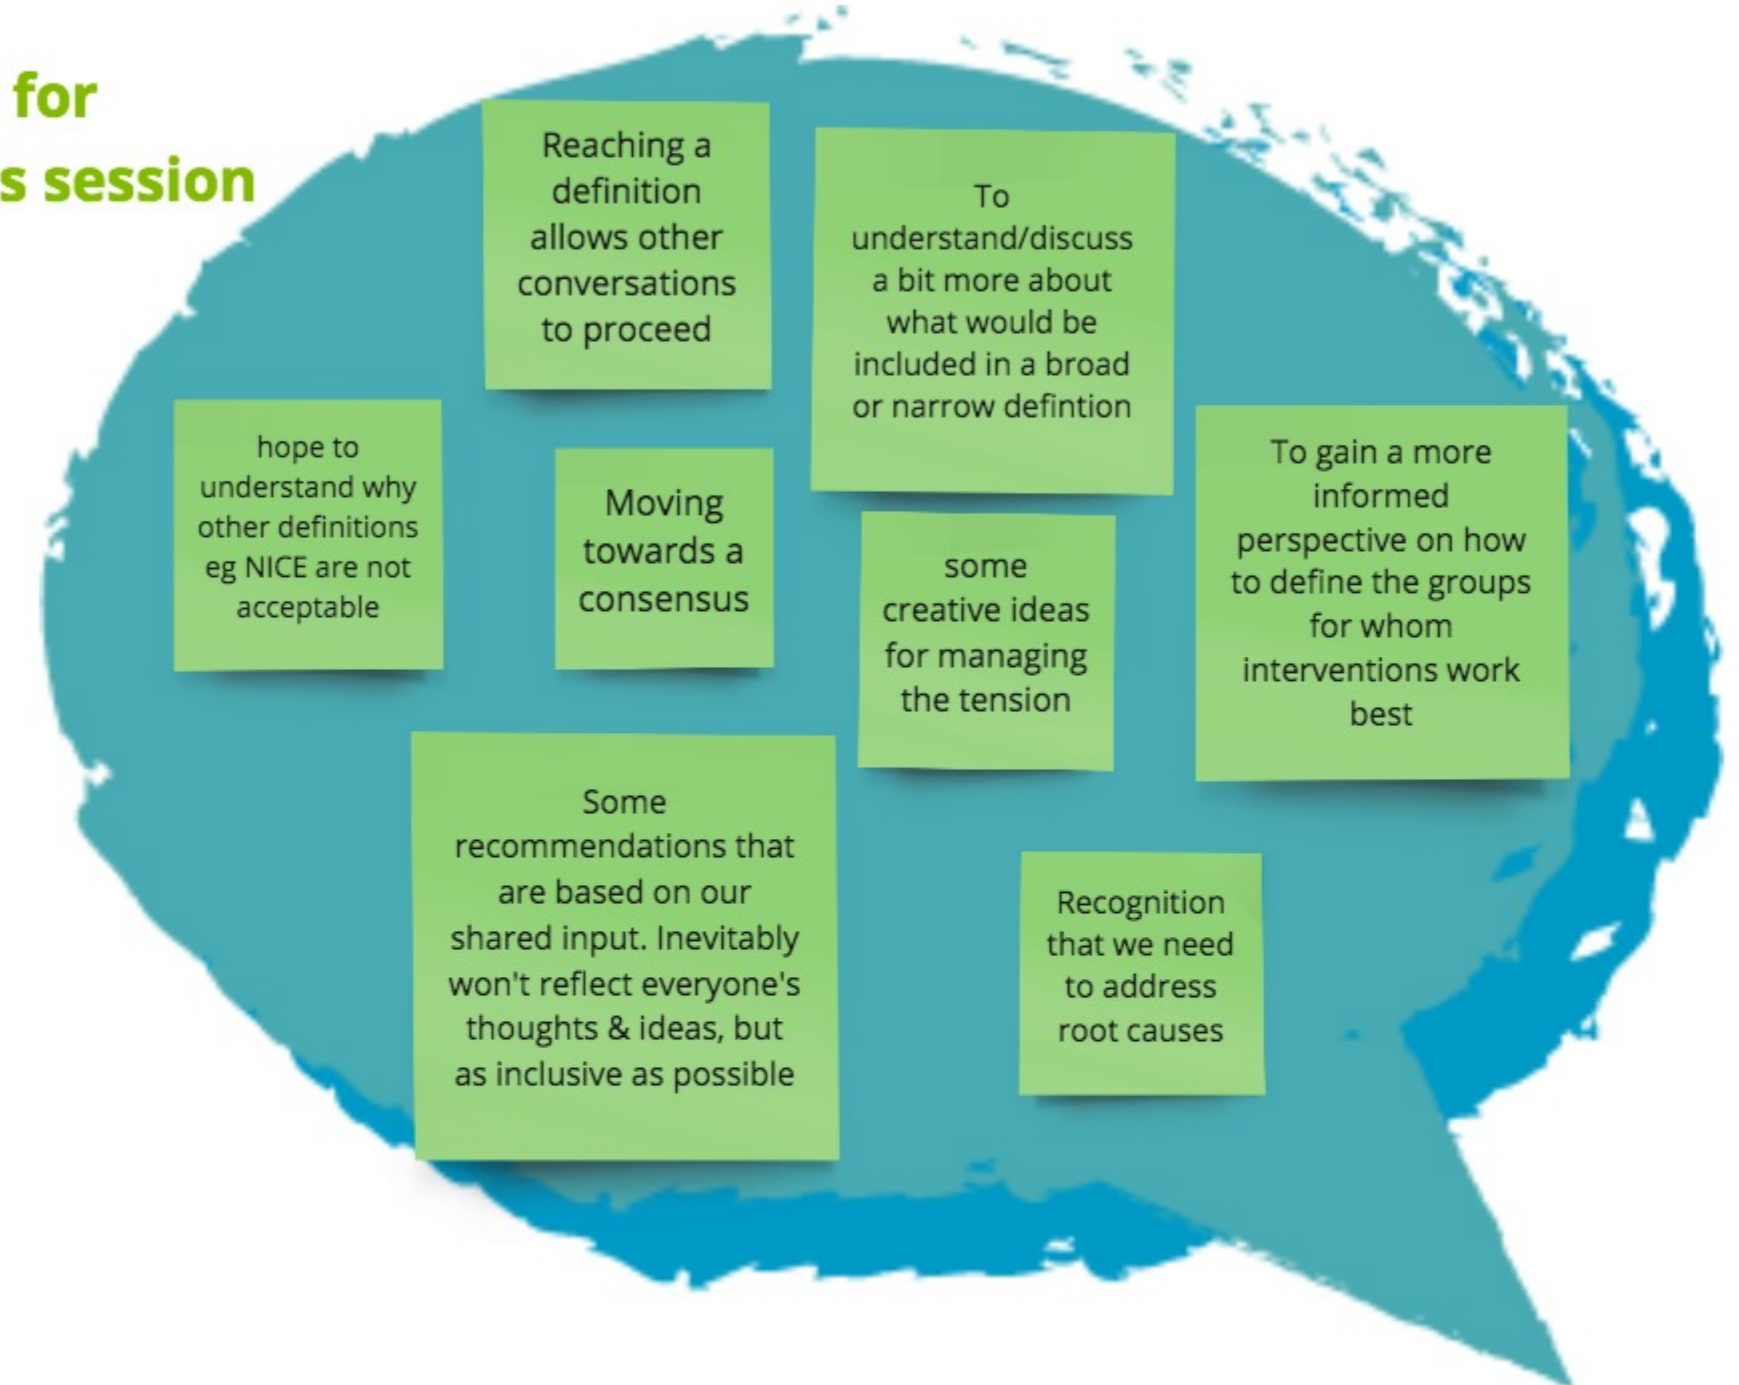 for
s session
Reaching a
definition
allows other
conversations
to proceed
To
understand/discuss
a bit more about
what would be
included in a broad
or narrow defintion
hope to
understand why
other definitions
eg NICE are not
acceptable
Moving
towards a
consensus
some
creative ideas
for managing
the tension
To gain a more
informed
perspective on how
to define the groups
for whom
interventions work
best
Some
recommendations that
are based on our
shared input. Inevitably
won't reflect everyone's
thoughts & ideas, but
as inclusive as possible
Recognition
that we need
to address
root causes